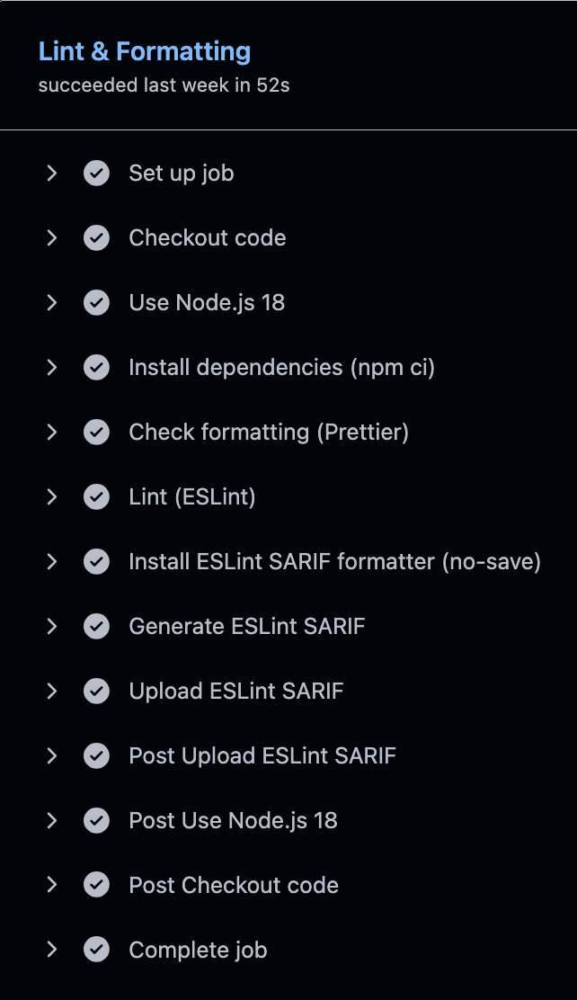 Lint & Formatting
succeeded last week in 52s
Set up job
Checkout code
Use Node.js 18
Install dependencies (npm ci)
Check formatting (Prettier)
Lint (ESLint)
Install ESLint SARIF formatter (no-save)
Generate ESLint SARIF
Upload ESLint SARIF
Post Upload ESLint SARIF
Post Use Node.js 18
Post Checkout code
Complete job